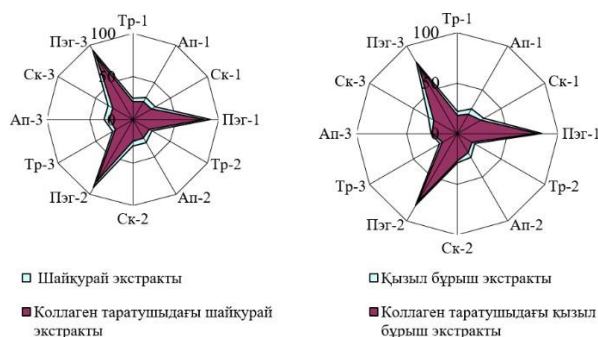 Тр-1
100
Пэг-3
Ап-1
Ск-3
50
Ск-1
Ап-3
0
Пэг-1
Тр-3
Тр-2
Пэг-2
Ап-2
Ск-2
Шайқурай экстракты
Коллаген таратушыдағы шайқурай
экстракты
Тр-1
100
Пэг-3
Ап-1
Ск-3
50
Ск-1
Ап-3
0
Пэг-1
Тр-3
Тр-2
Пэг-2
Ап-2
Ск-2
Қызыл бұрыш экстракты
Коллаген таратушыдағы қызыл
бұрыш экстракты